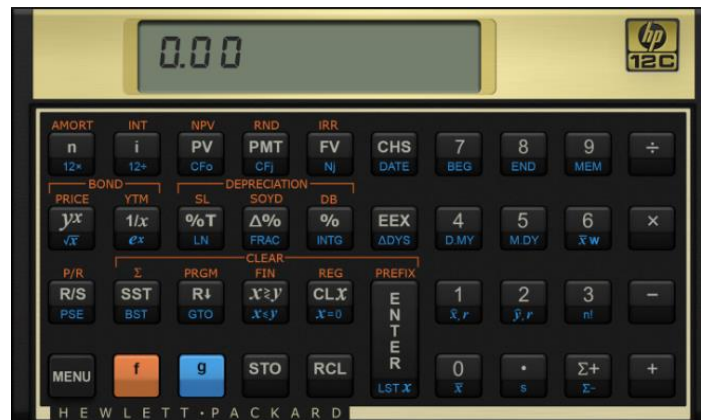 0.00
hp
12C
AMORT INT NPV RND IRR
n i PV PMT FV CHS 7 8 9 ÷
12× 12÷ CFo CFj Nj DATE BEG END MEM
BOND DEPRECIATION
PRICE YTM SL SOYD DB
yx 1/x %T Δ% % EEX 4 5 6 ×
√x ex LN FRAC INTG ΔDYS D.MY M.DY x̄w
CLEAR
P/R Σ PRGM FIN REG PREFIX
R/S SST R↓ x≷y CLx ENTER 1 2 3 −
PSE BST GTO x≤y x=0 x̂,r ŷ,r n!
MENU f g STO RCL 0 . Σ+ +
LSTx x̄ s Σ−
HEWLETT·PACKARD